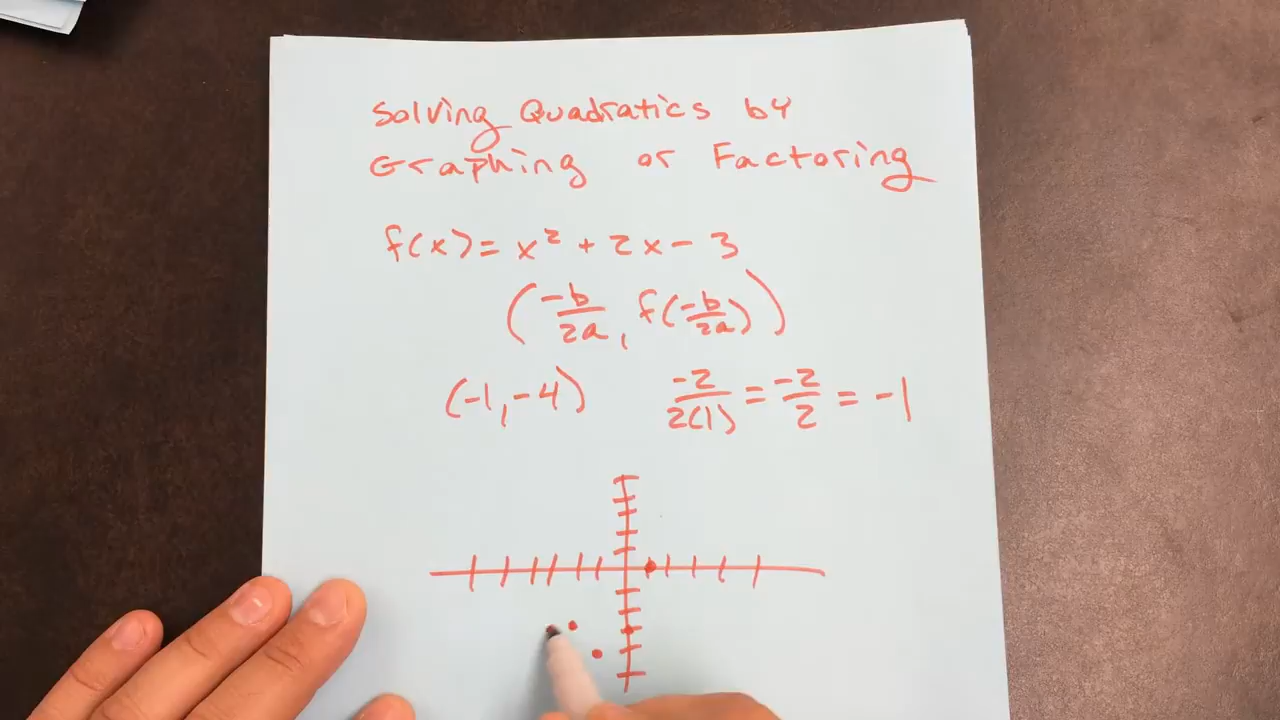 Solving Quadratics by
Graphing or Factoring
f(x) = x² + 2x - 3
(-b/2a, f(-b/2a))
(-1, -4) -2/2(1) = -2/2 = -1